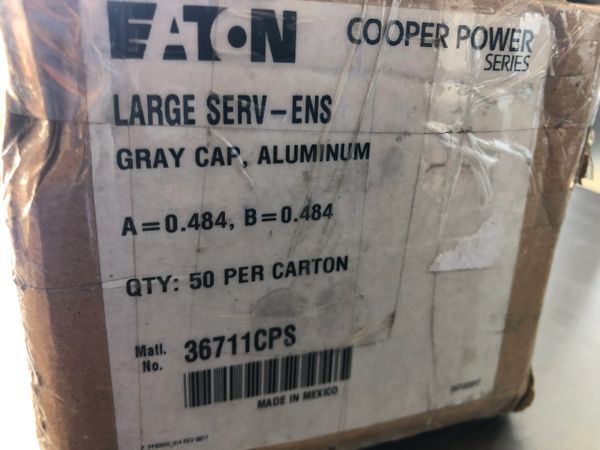 EATON
COOPER POWER
SERIES
LARGE SERV-ENS
GRAY CAP, ALUMINUM
A=0.484, B=0.484
QTY: 50 PER CARTON
Matl.
No.
36711CPS
MADE IN MEXICO